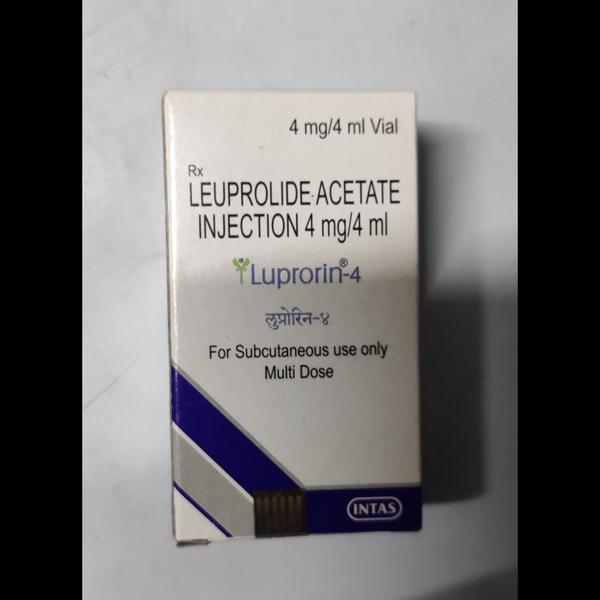 4 mg/4 ml Vial
Rx
LEUPROLIDE ACETATE
INJECTION 4 mg/4 ml
Luprorin®-4
लुप्रोरिन-४
For Subcutaneous use only
Multi Dose
INTAS